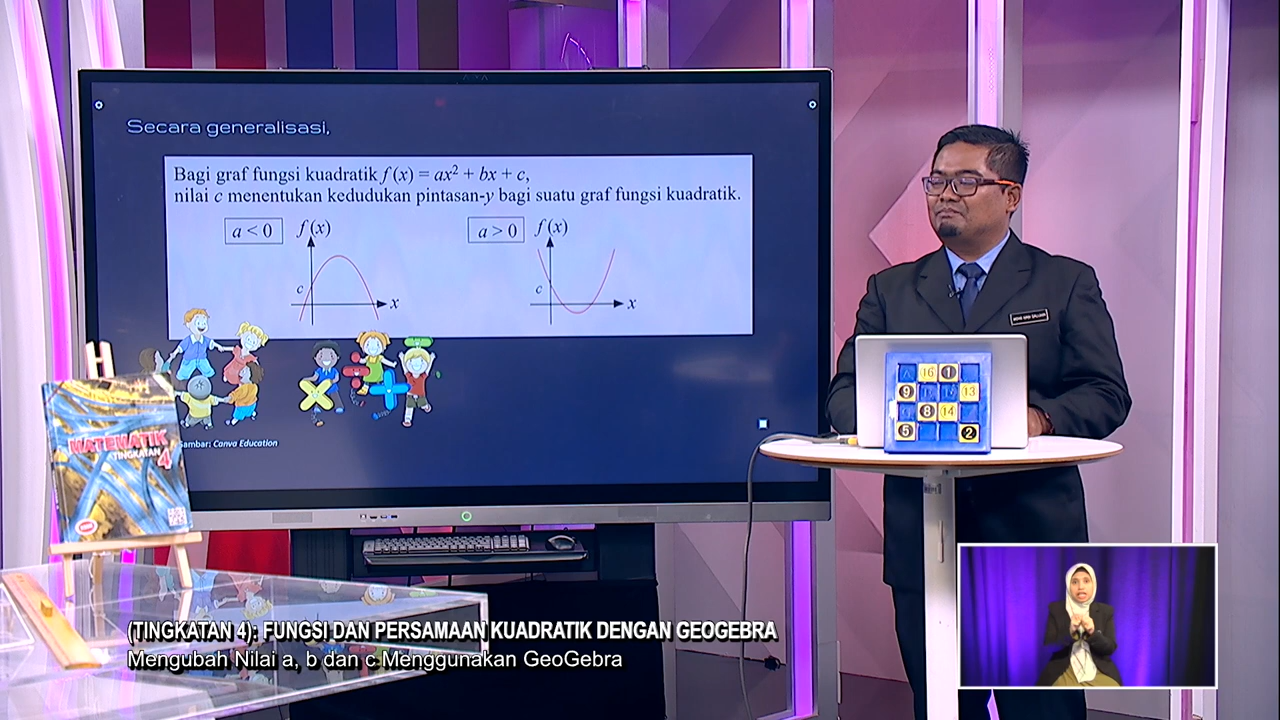 Secara generalisasi,
Bagi graf fungsi kuadratik f(x) = ax² + bx + c,
nilai c menentukan kedudukan pintasan-y bagi suatu graf fungsi kuadratik.
a < 0
f(x)
c
x
a > 0
f(x)
c
x
Gambar: Canva Education
MATEMATIK
TINGKATAN 4
16 1
9 13
8 14
5 2
(TINGKATAN 4): FUNGSI DAN PERSAMAAN KUADRATIK DENGAN GEOGEBRA
Mengubah Nilai a, b dan c Menggunakan GeoGebra